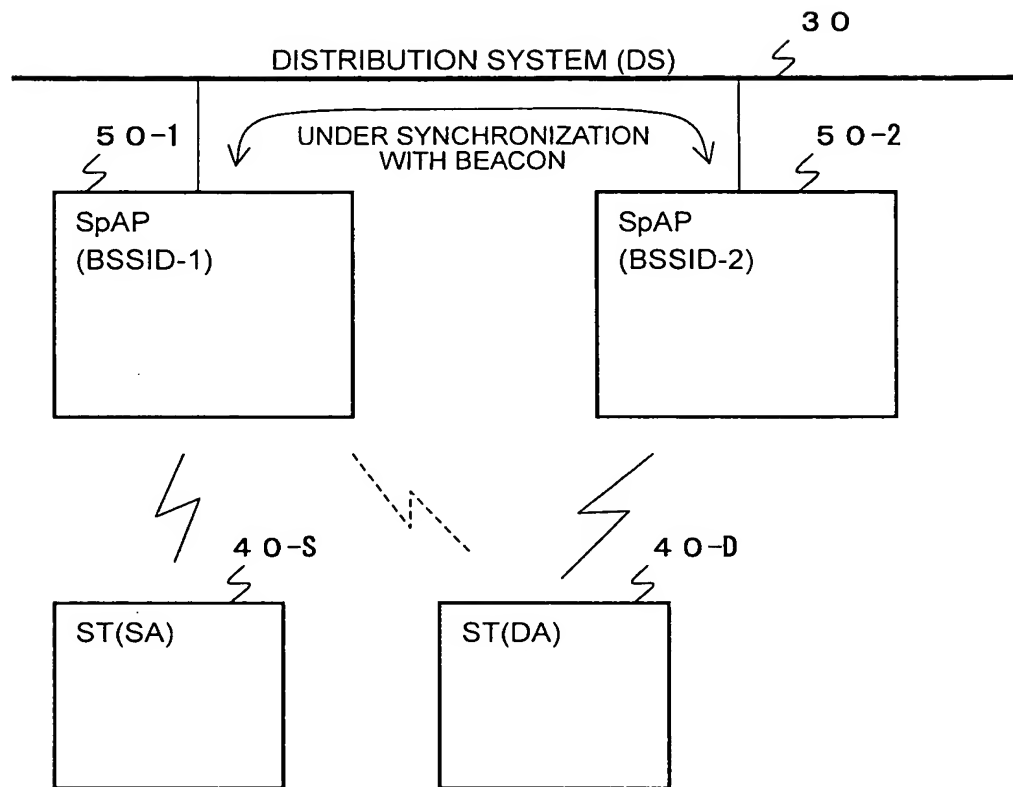 30
DISTRIBUTION SYSTEM (DS)
50-1
UNDER SYNCHRONIZATION
WITH BEACON
50-2
SpAP
(BSSID-1)
SpAP
(BSSID-2)
40-S
40-D
ST(SA)
ST(DA)